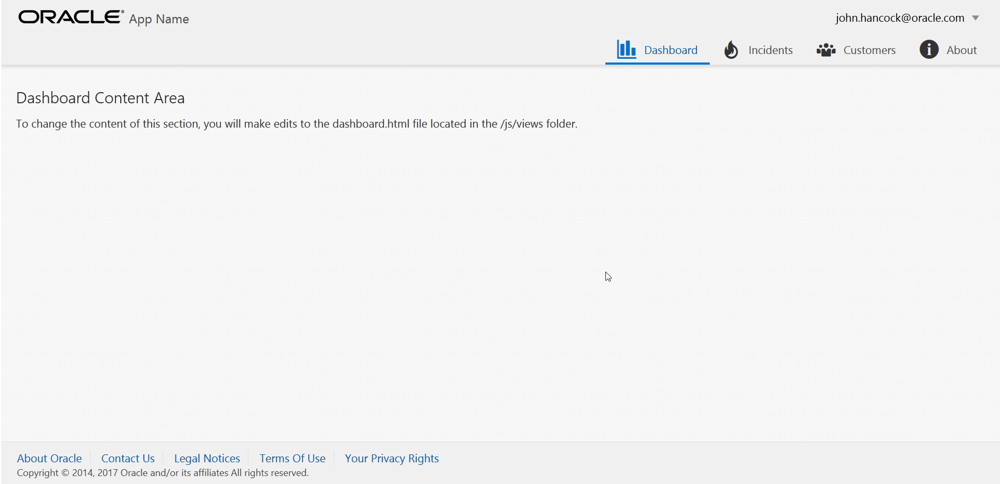 ORACLE® App Name
john.hancock@oracle.com
Dashboard Incidents Customers About
Dashboard Content Area
To change the content of this section, you will make edits to the dashboard.html file located in the /js/views folder.
About Oracle Contact Us Legal Notices Terms Of Use Your Privacy Rights
Copyright © 2014, 2017 Oracle and/or its affiliates All rights reserved.